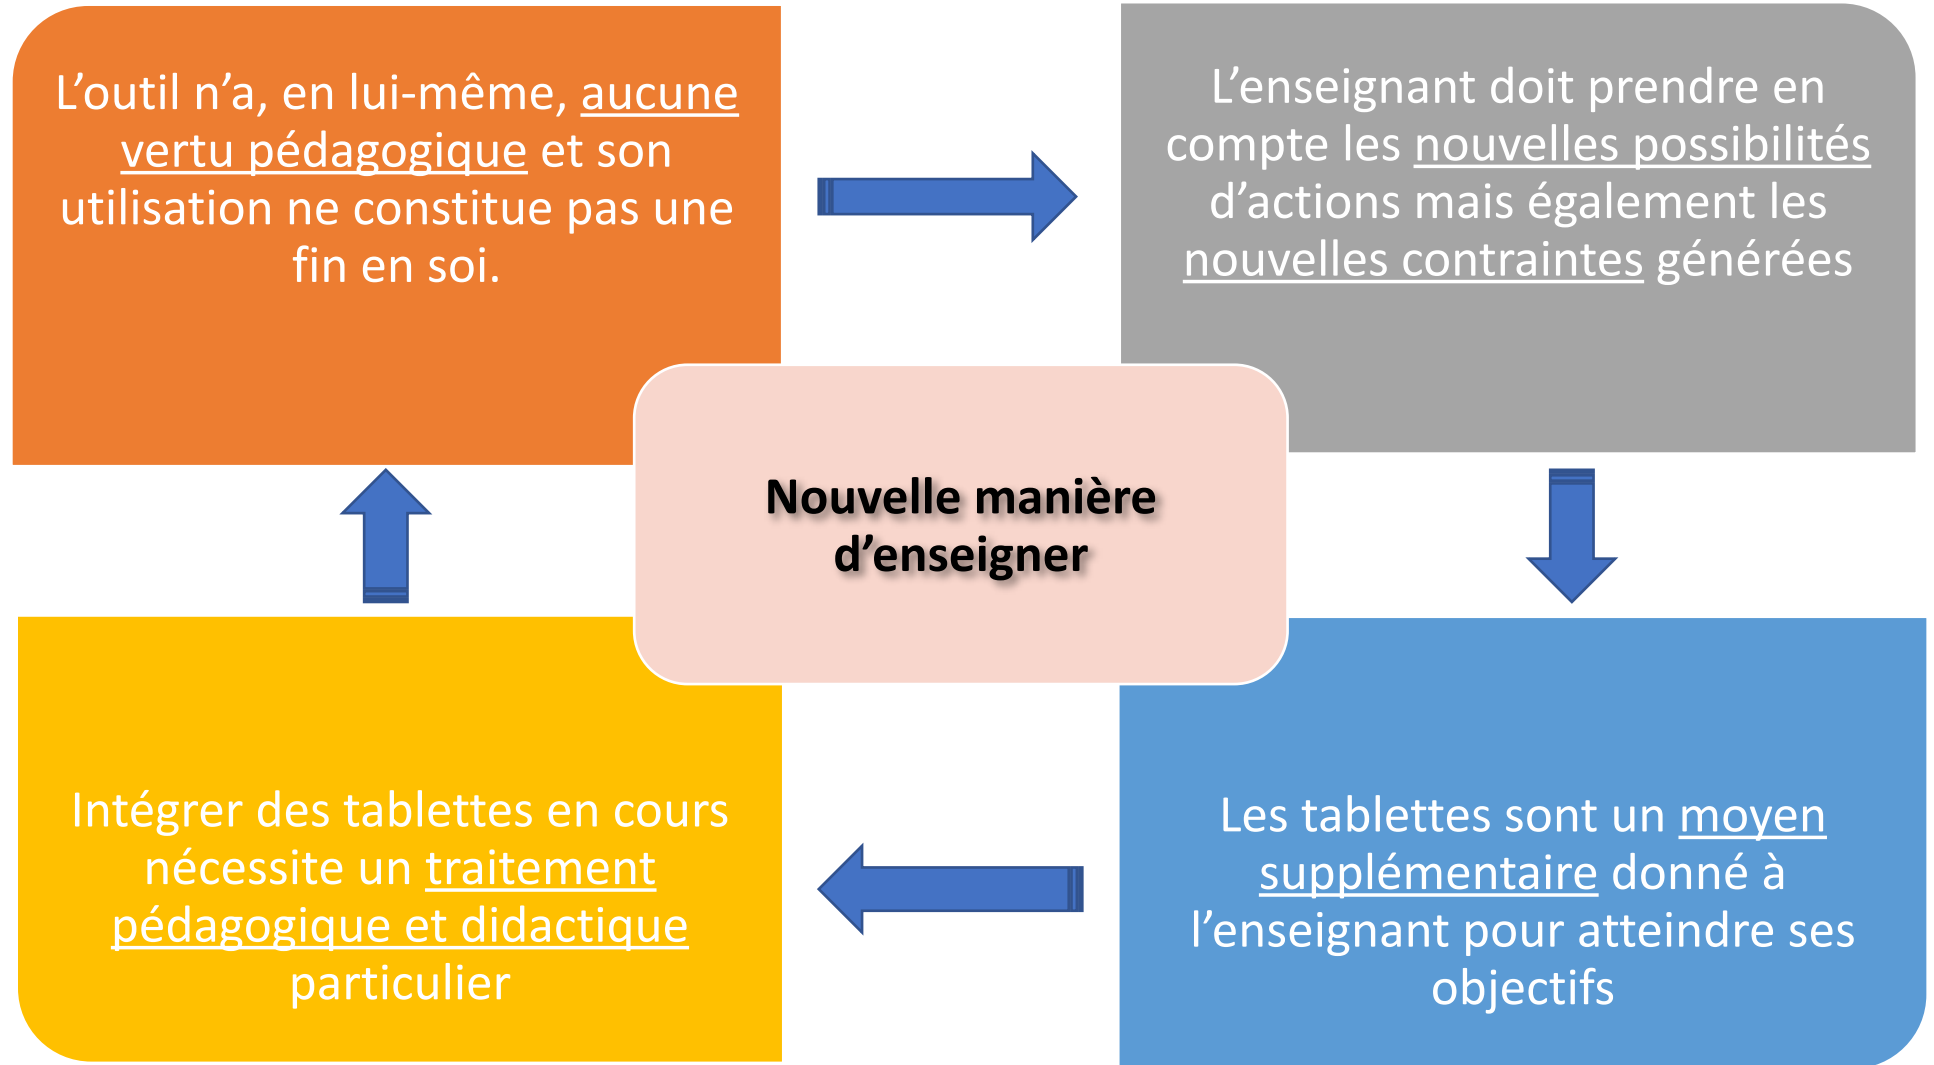 L’outil n’a, en lui-même, aucune
vertu pédagogique et son
utilisation ne constitue pas une
fin en soi.
L’enseignant doit prendre en
compte les nouvelles possibilités
d’actions mais également les
nouvelles contraintes générées
Nouvelle manière
d’enseigner
Intégrer des tablettes en cours
nécessite un traitement
pédagogique et didactique
particulier
Les tablettes sont un moyen
supplémentaire donné à
l’enseignant pour atteindre ses
objectifs